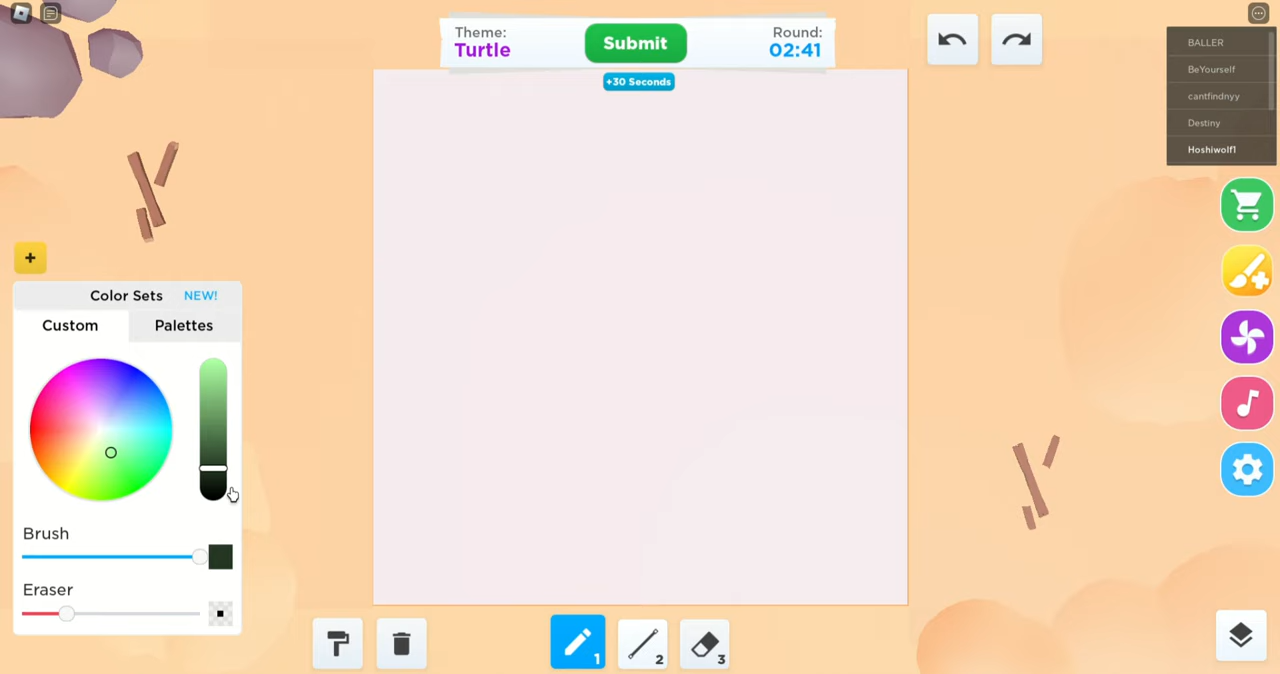 Theme:
Turtle
Submit
Round:
02:41
+30 Seconds
BALLER
BeYourself
cantfindnyy
Destiny
Hoshiwolf1
+
Color Sets NEW!
Custom Palettes
Brush
Eraser
1
2
3